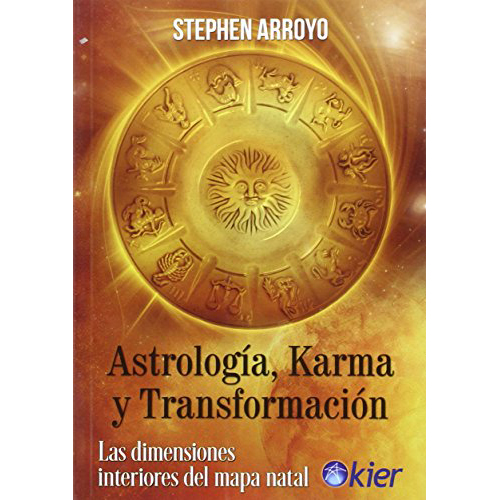 STEPHEN ARROYO
Astrología, Karma
y Transformación
Las dimensiones
interiores del mapa natal
kier